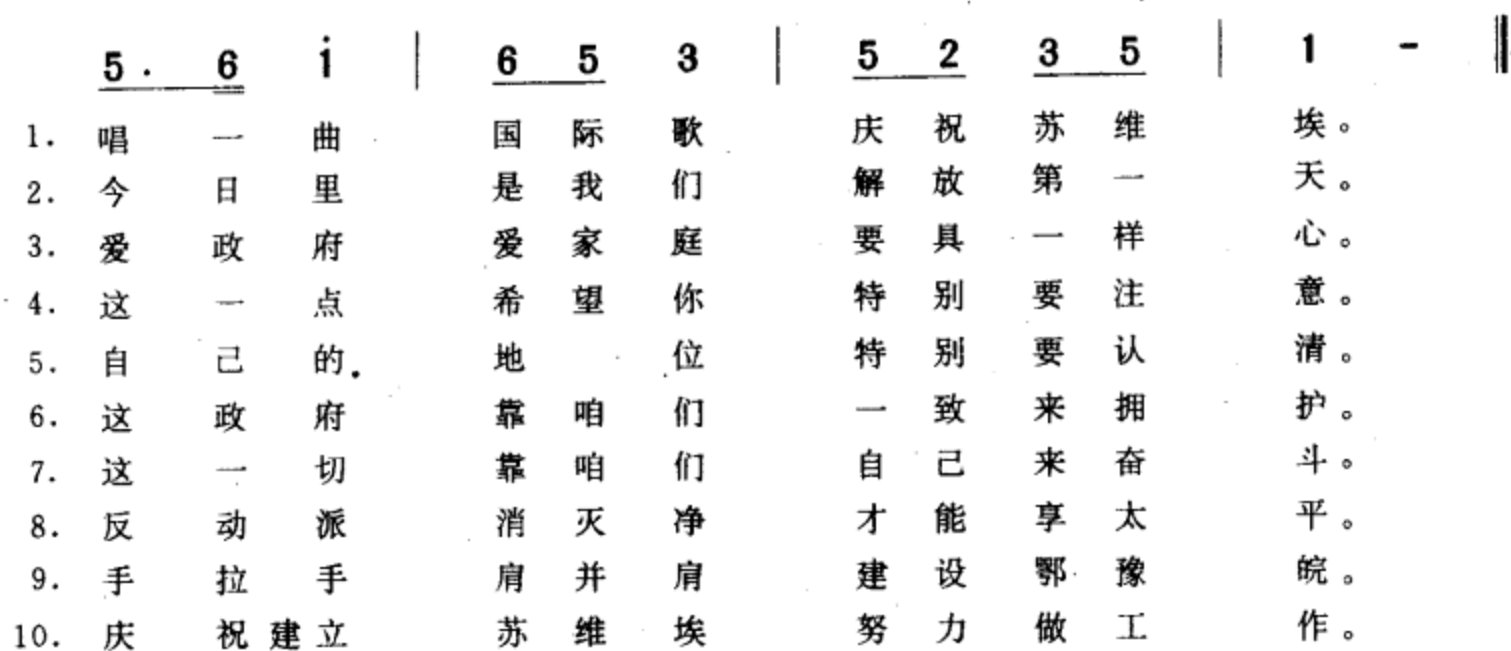 5 . 6 i | 6 5 3 | 5 2 3 5 | 1 - ‖
1. 唱 一 曲 国 际 歌 庆 祝 苏 维 埃。
2. 今 日 里 是 我 们 解 放 第 一 天。
3. 爱 政 府 爱 家 庭 要 具 一 样 心。
4. 这 一 点 希 望 你 特 别 要 注 意。
5. 自 己 的 地 位 特 别 要 认 清。
6. 这 政 府 靠 咱 们 一 致 来 拥 护。
7. 这 一 切 靠 咱 们 自 己 来 奋 斗。
8. 反 动 派 消 灭 净 才 能 享 太 平。
9. 手 拉 手 肩 并 肩 建 设 鄂 豫 皖。
10. 庆 祝 建 立 苏 维 埃 努 力 做 工 作。